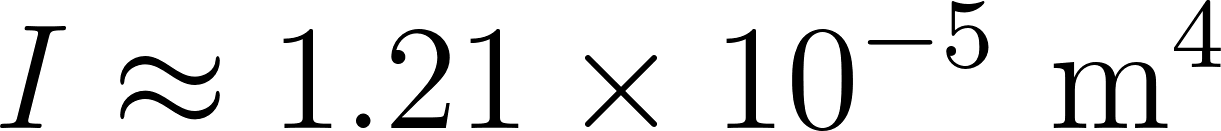 I ≈ 1.21 × 10⁻⁵ m⁴